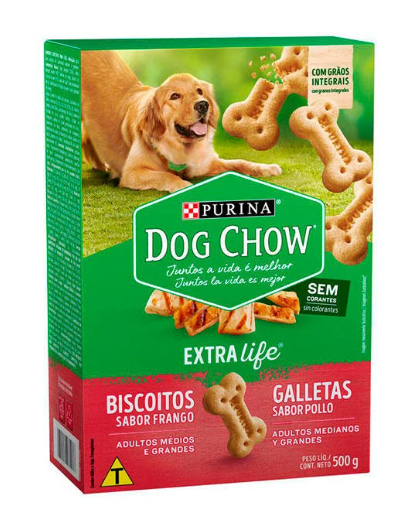 COM GRÃOS
INTEGRAIS
con granos integrales
PURINA®
DOG CHOW®
Juntos a vida é melhor
Juntos la vida es mejor
SEM
CORANTES
sin colorantes
EXTRA life®
BISCOITOS
SABOR FRANGO
ADULTOS MÉDIOS
E GRANDES
GALLETAS
SABOR POLLO
ADULTOS MEDIANOS
Y GRANDES
T
PESO LÍQ./
CONT. NETO 500 g